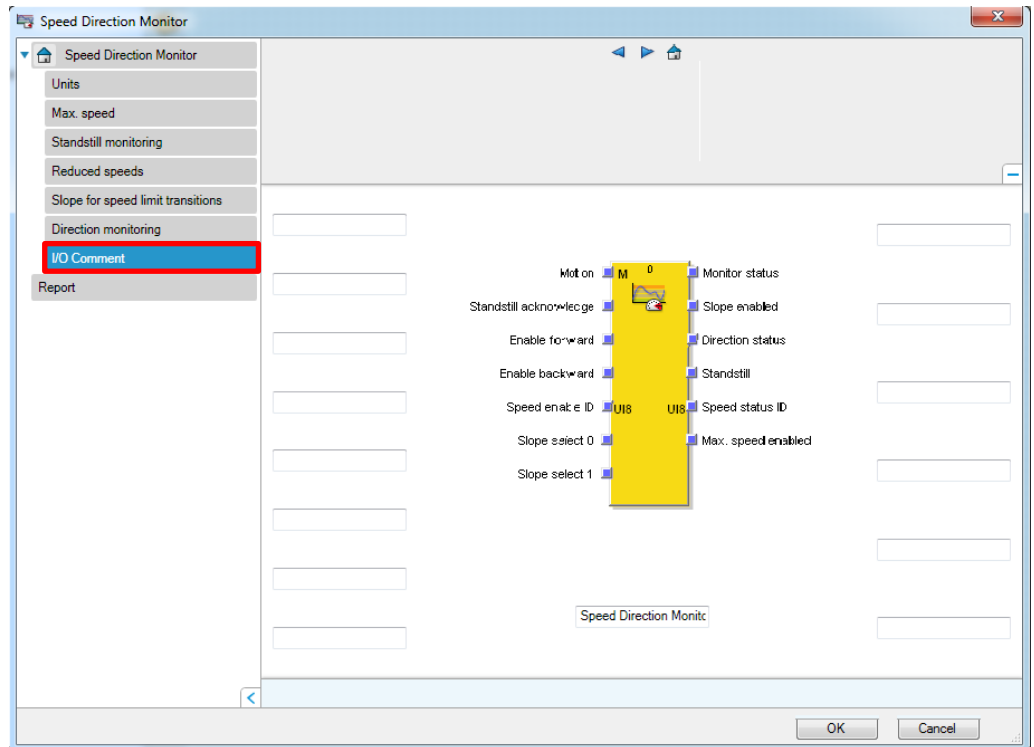 Speed Direction Monitor
Speed Direction Monitor
Units
Max. speed
Standstill monitoring
Reduced speeds
Slope for speed limit transitions
Direction monitoring
I/O Comment
Report
Motion
M
0
Monitor status
Standstill acknowledge
Slope enabled
Enable forward
Direction status
Enable backward
Standstill
Speed enable ID
UI8
UI8
Speed status ID
Slope select 0
Max. speed enabled
Slope select 1
Speed Direction Monitc
OK
Cancel